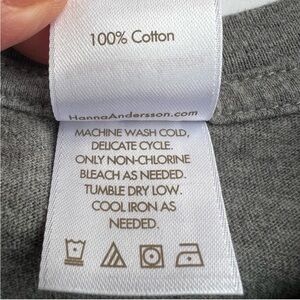 100% Cotton
HannaAndersson.com
MACHINE WASH COLD,
DELICATE CYCLE.
ONLY NON-CHLORINE
BLEACH AS NEEDED.
TUMBLE DRY LOW.
COOL IRON AS
NEEDED.